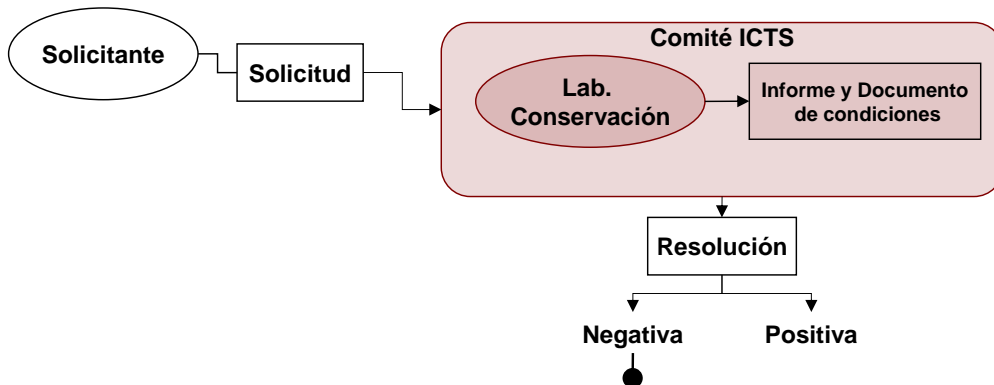 Solicitante
Solicitud
Comité ICTS
Lab.
Conservación
Informe y Documento
de condiciones
Resolución
Negativa
Positiva